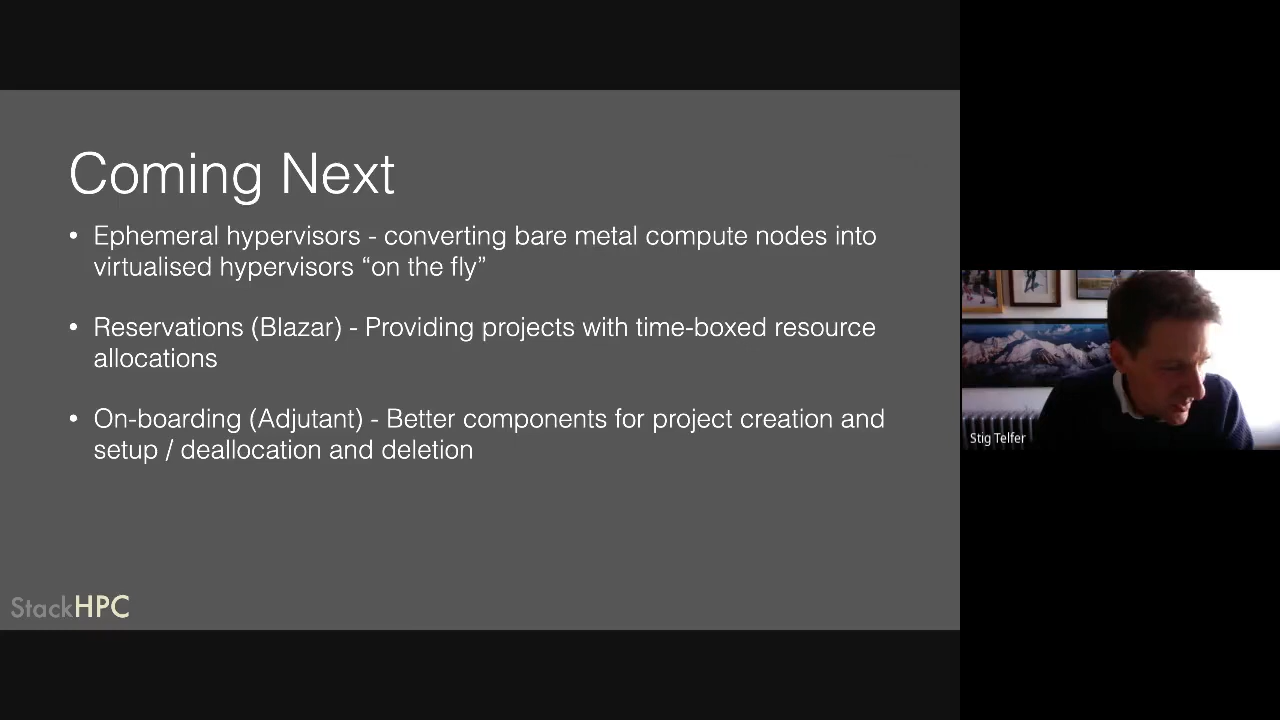 Coming Next
• Ephemeral hypervisors - converting bare metal compute nodes into
virtualised hypervisors “on the fly”
• Reservations (Blazar) - Providing projects with time-boxed resource
allocations
• On-boarding (Adjutant) - Better components for project creation and
setup / deallocation and deletion
StackHPC
Stig Telfer